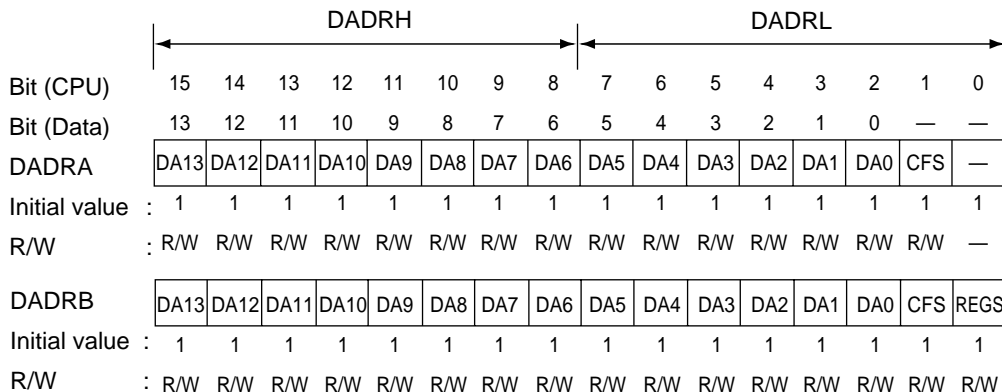 DADRH DADRL
Bit (CPU) 15 14 13 12 11 10 9 8 7 6 5 4 3 2 1 0
Bit (Data) 13 12 11 10 9 8 7 6 5 4 3 2 1 0 — —
DADRA DA13 DA12 DA11 DA10 DA9 DA8 DA7 DA6 DA5 DA4 DA3 DA2 DA1 DA0 CFS —
Initial value : 1 1 1 1 1 1 1 1 1 1 1 1 1 1 1 1
R/W : R/W R/W R/W R/W R/W R/W R/W R/W R/W R/W R/W R/W R/W R/W R/W —
DADRB DA13 DA12 DA11 DA10 DA9 DA8 DA7 DA6 DA5 DA4 DA3 DA2 DA1 DA0 CFS REGS
Initial value : 1 1 1 1 1 1 1 1 1 1 1 1 1 1 1 1
R/W : R/W R/W R/W R/W R/W R/W R/W R/W R/W R/W R/W R/W R/W R/W R/W R/W